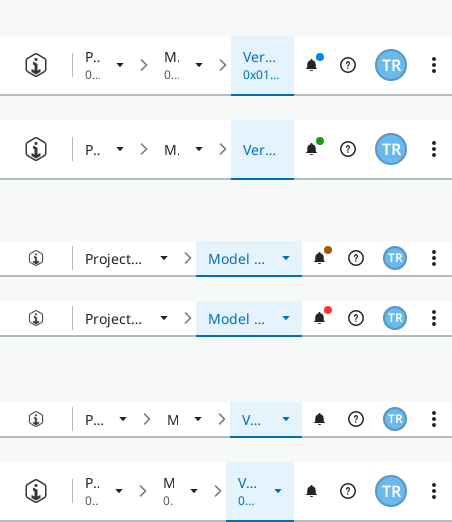 P.. M. Ver...
0... 0... 0x01... TR
P.. M. Ver... TR
Project... Model ... TR
Project... Model ... TR
P... M V... TR
P.. M V...
0.. 0. 0... TR